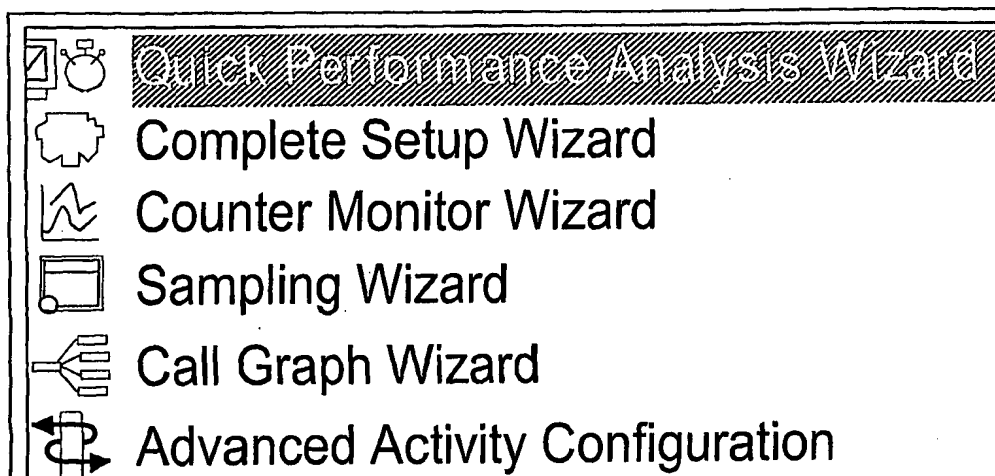 Quick Performance Analysis Wizard
Complete Setup Wizard
Counter Monitor Wizard
Sampling Wizard
Call Graph Wizard
Advanced Activity Configuration